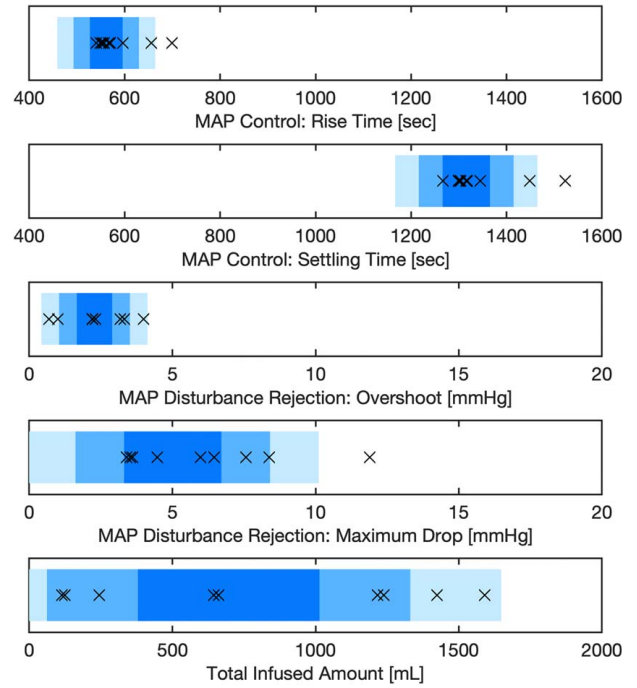 400 600 800 1000 1200 1400 1600
MAP Control: Rise Time [sec]
400 600 800 1000 1200 1400 1600
MAP Control: Settling Time [sec]
0 5 10 15 20
MAP Disturbance Rejection: Overshoot [mmHg]
0 5 10 15 20
MAP Disturbance Rejection: Maximum Drop [mmHg]
0 500 1000 1500 2000
Total Infused Amount [mL]